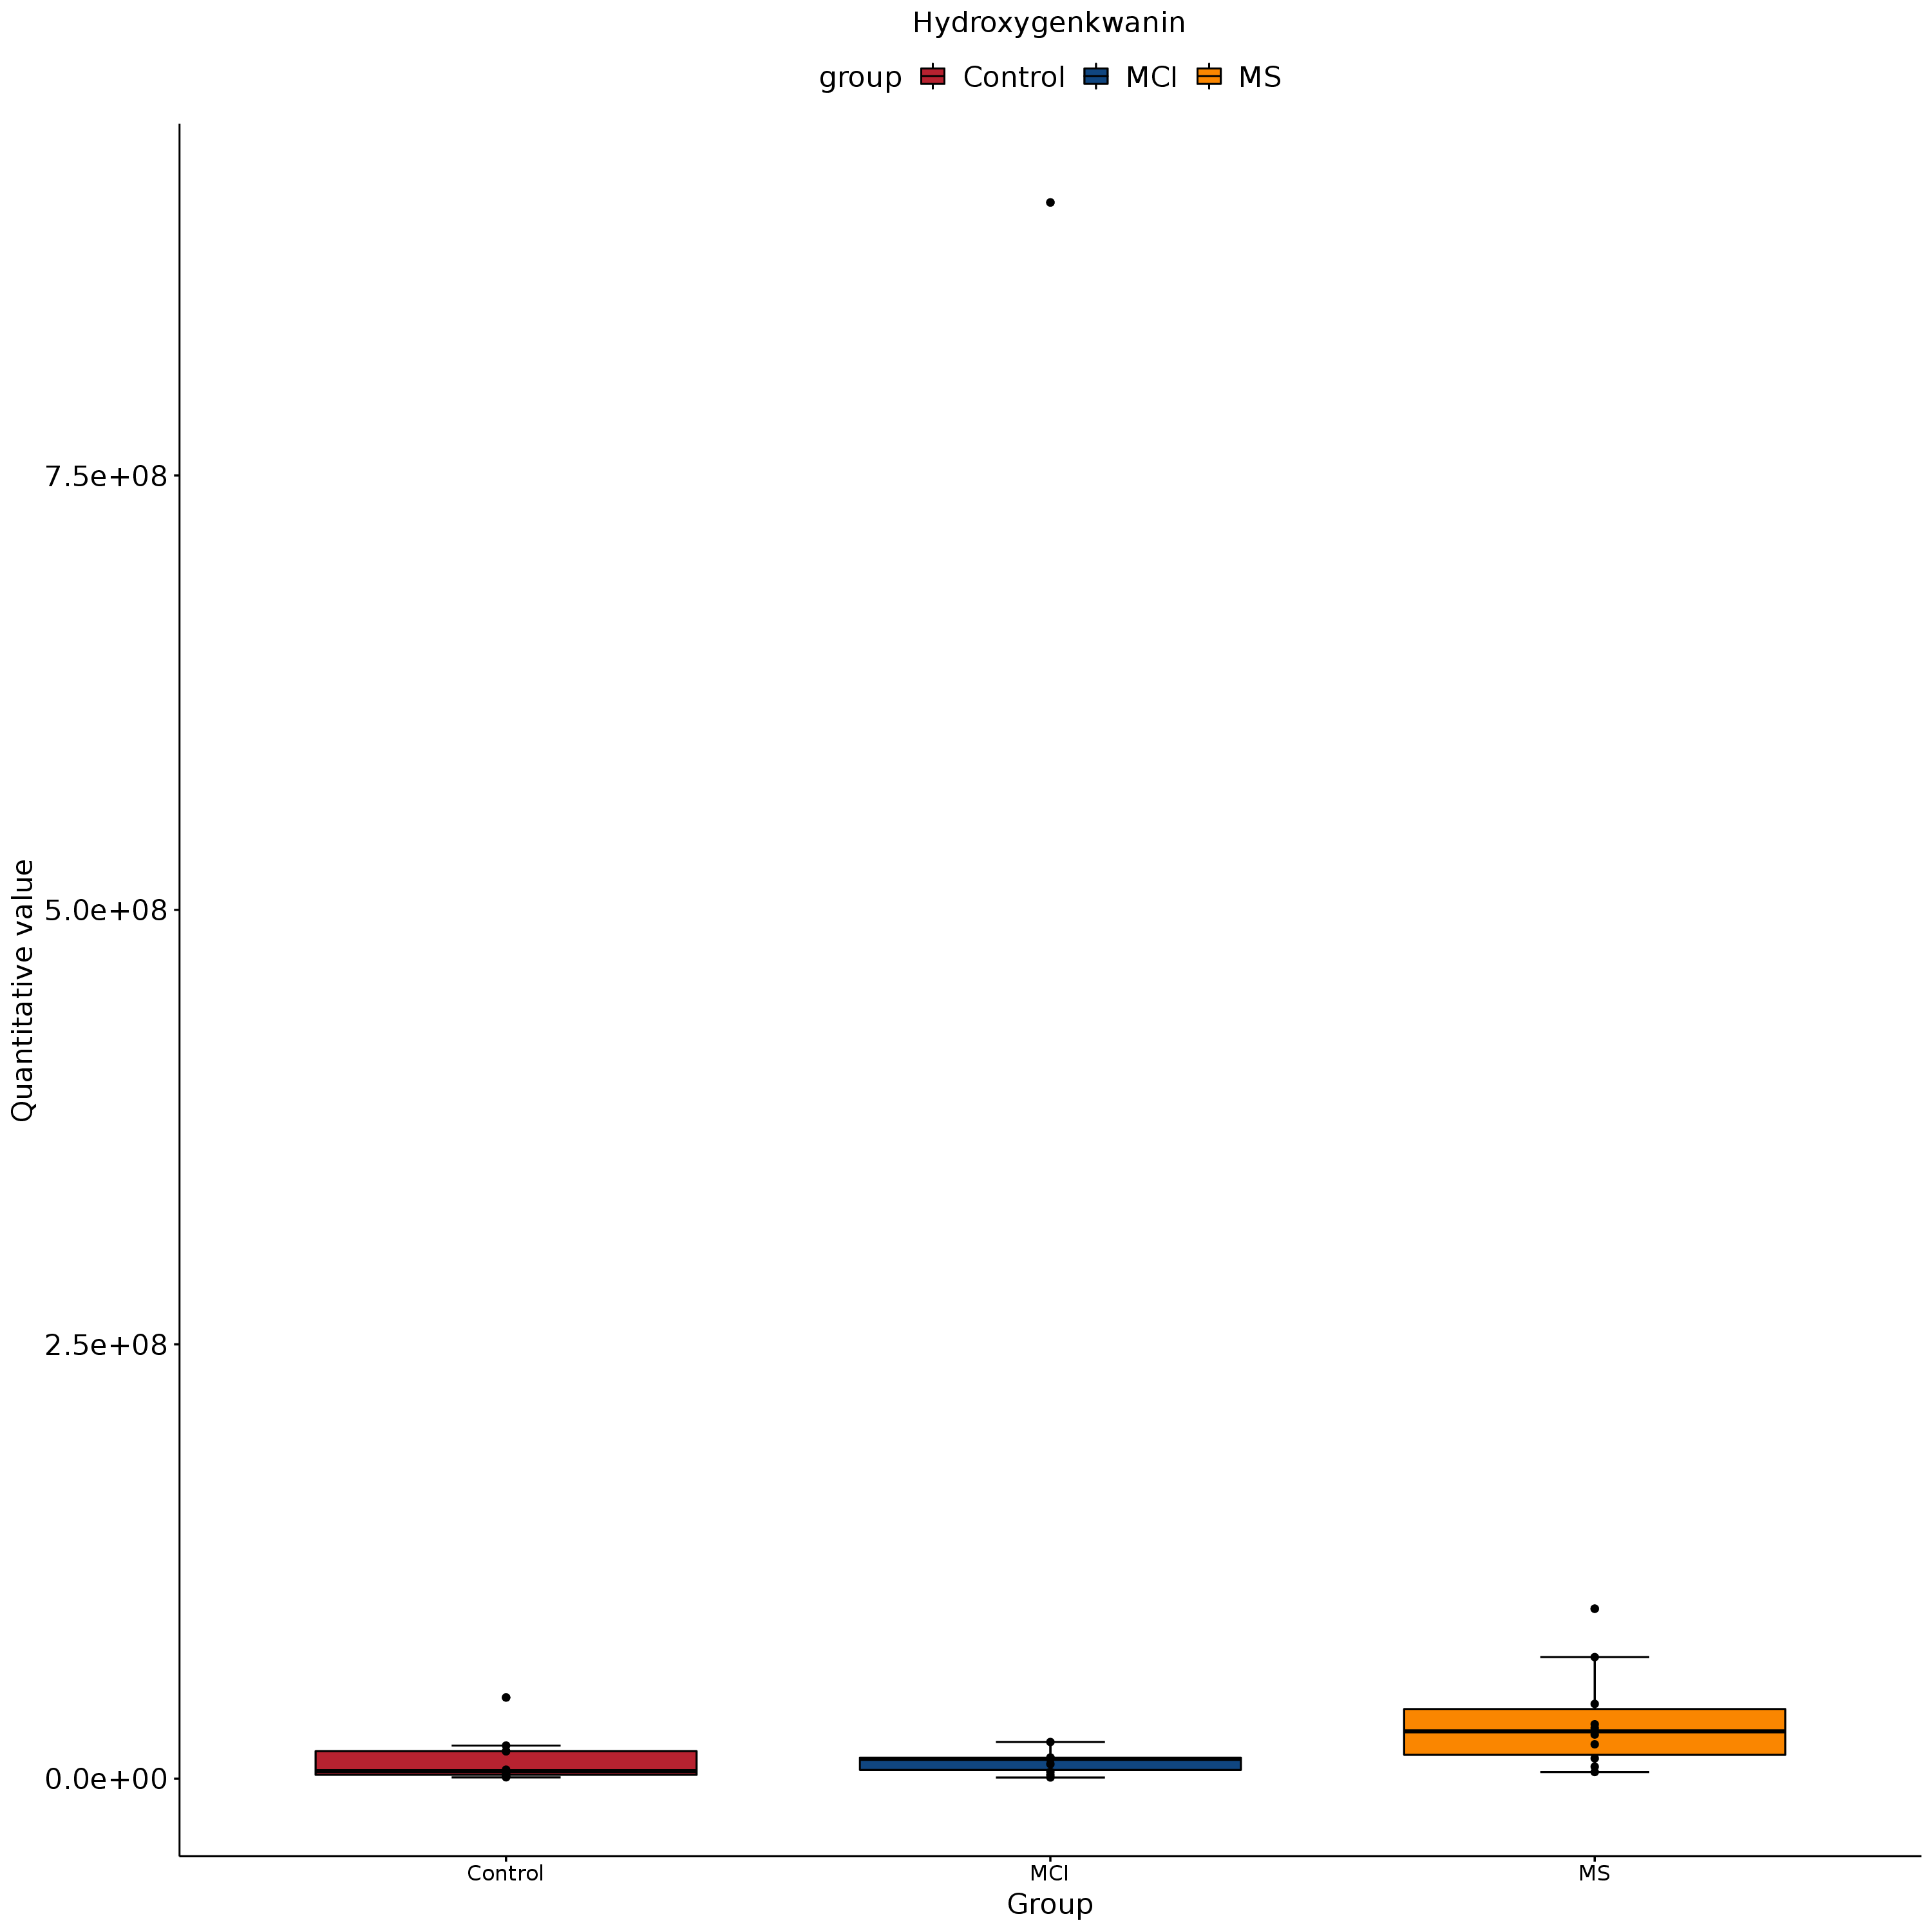 Hydroxygenkwanin
group Control MCI MS
7.5e+08
5.0e+08
2.5e+08
0.0e+00
Quantitative value
Control MCI MS
Group